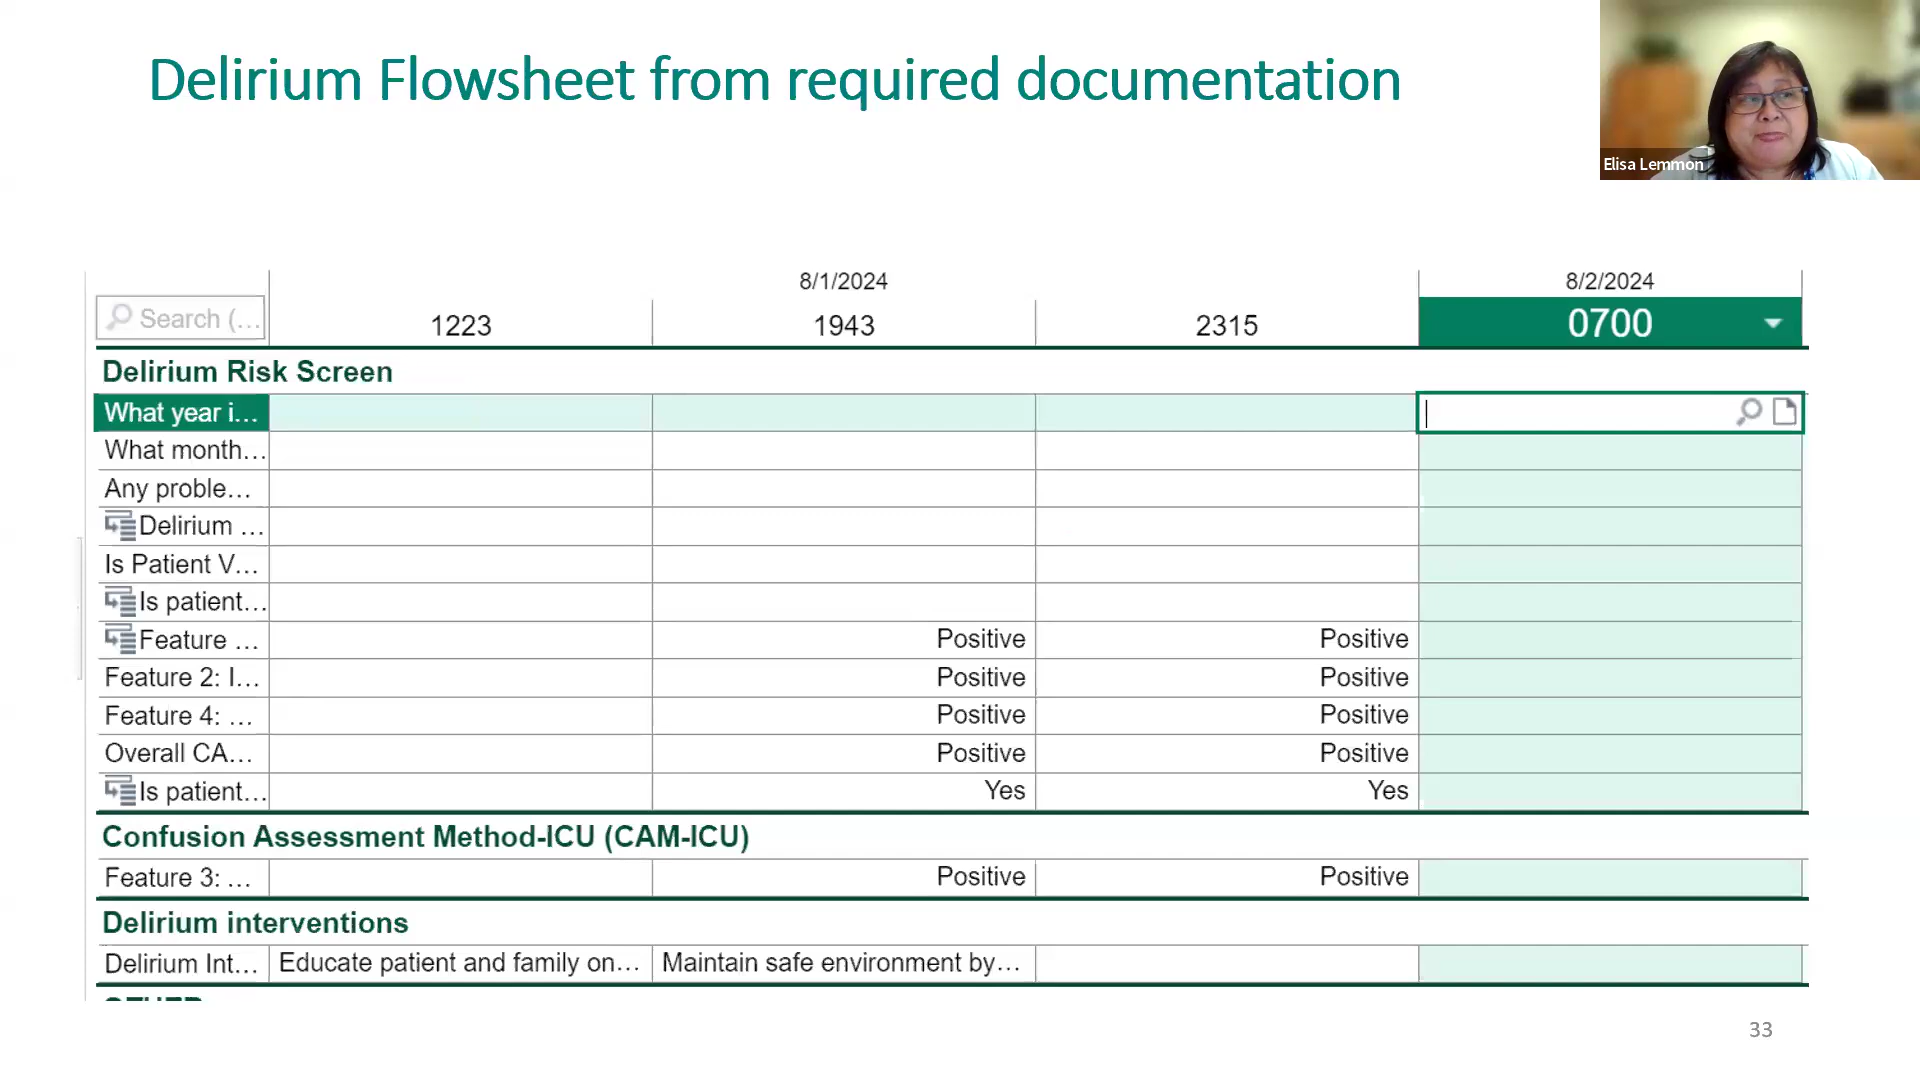 Delirium Flowsheet from required documentation
Elisa Lemmon
8/1/2024 8/2/2024
Search (... 1223 1943 2315 0700
Delirium Risk Screen
What year i...
What month...
Any proble...
Delirium ...
Is Patient V...
Is patient...
Feature ... Positive Positive
Feature 2: I... Positive Positive
Feature 4: ... Positive Positive
Overall CA... Positive Positive
Is patient... Yes Yes
Confusion Assessment Method-ICU (CAM-ICU)
Feature 3: ... Positive Positive
Delirium interventions
Delirium Int... Educate patient and family on... Maintain safe environment by...
33